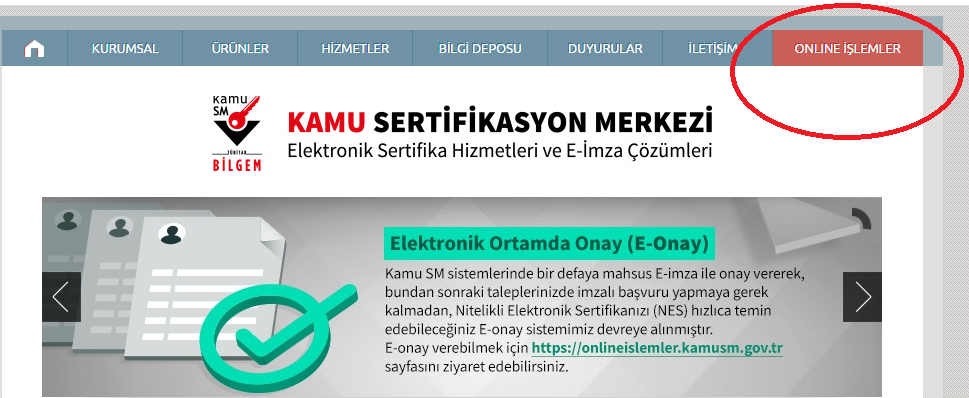 KURUMSAL
ÜRÜNLER
HİZMETLER
BİLGİ DEPOSU
DUYURULAR
İLETİŞİM
ONLINE İŞLEMLER
kamu
SM
TÜBİTAK
BİLGEM
KAMU SERTİFİKASYON MERKEZİ
Elektronik Sertifika Hizmetleri ve E-İmza Çözümleri
Elektronik Ortamda Onay (E-Onay)
Kamu SM sistemlerinde bir defaya mahsus E-imza ile onay vererek,
bundan sonraki taleplerinizde imzalı başvuru yapmaya gerek
kalmadan, Nitelikli Elektronik Sertifikanızı (NES) hızlıca temin
edebileceğiniz E-onay sistemimiz devreye alınmıştır.
E-onay verebilmek için https://onlineislemler.kamusm.gov.tr
sayfasını ziyaret edebilirsiniz.